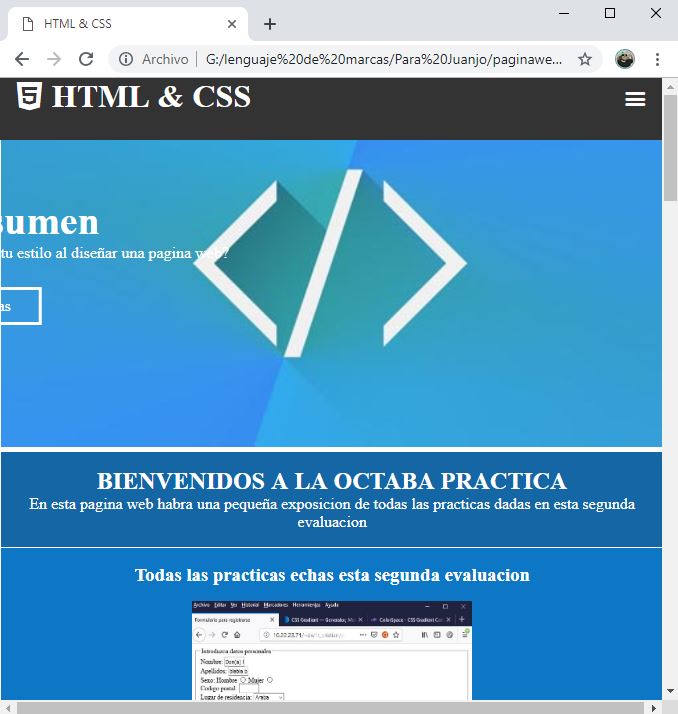 HTML & CSS
Archivo G:/lenguaje%20de%20marcas/Para%20Juanjo/paginawe...
HTML & CSS
sumen
tu estilo al diseñar una pagina web?
as
BIENVENIDOS A LA OCTABA PRACTICA
En esta pagina web habra una pequeña exposicion de todas las practicas dadas en esta segunda
evaluacion
Todas las practicas echas esta segunda evaluacion
Archivo Editar Ver Historial Marcadores Herramientas Ayuda
Formulario para registrarse
CSS Gradient — Generator,
ColorSpace - CSS Gradient
Introduzca datos personales
Nombre:
Apellidos:
Sexo: Hombre Mujer
Codigo postal:
Lugar de residencia: Araba